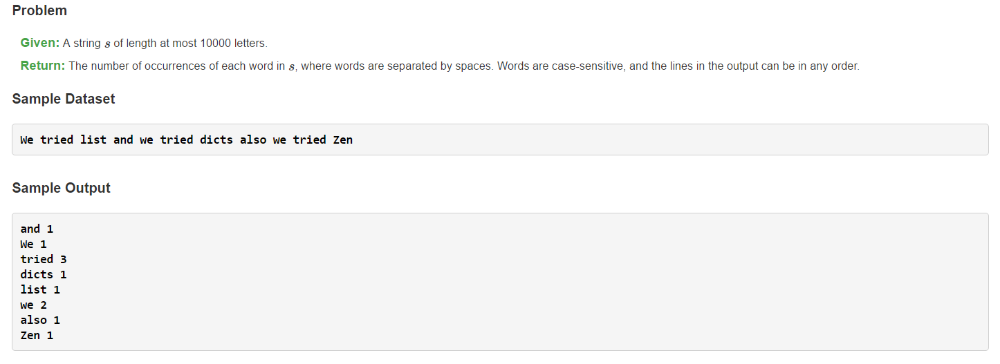 Problem
Given: A string s of length at most 10000 letters.
Return: The number of occurrences of each word in s, where words are separated by spaces. Words are case-sensitive, and the lines in the output can be in any order.
Sample Dataset
We tried list and we tried dicts also we tried Zen
Sample Output
and 1
We 1
tried 3
dicts 1
list 1
we 2
also 1
Zen 1